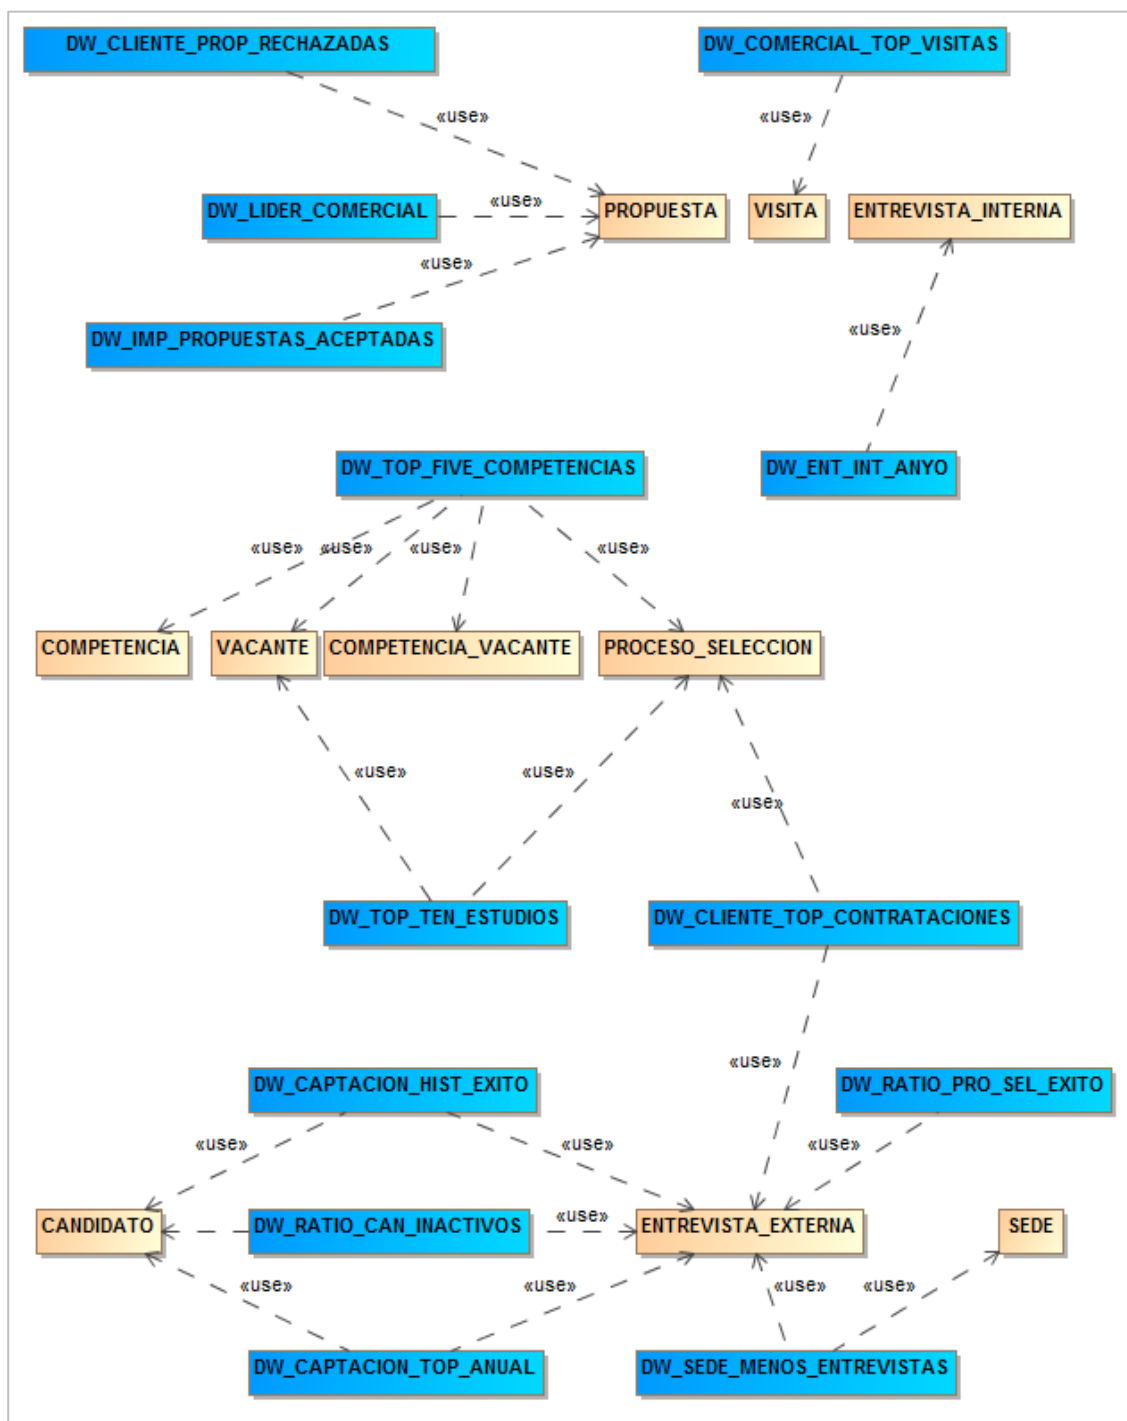 DW_CLIENTE_PROP_RECHAZADAS
DW_COMERCIAL_TOP_VISITAS
«use»
«use»
DW_LIDER_COMERCIAL
«use»
PROPUESTA
VISITA
ENTREVISTA_INTERNA
«use»
DW_IMP_PROPUESTAS_ACEPTADAS
«use»
DW_TOP_FIVE_COMPETENCIAS
DW_ENT_INT_ANYO
«use»
«use»
«use»
«use»
COMPETENCIA
VACANTE
COMPETENCIA_VACANTE
PROCESO_SELECCION
«use»
«use»
«use»
DW_TOP_TEN_ESTUDIOS
DW_CLIENTE_TOP_CONTRATACIONES
«use»
DW_CAPTACION_HIST_EXITO
DW_RATIO_PRO_SEL_EXITO
«use»
«use»
«use»
CANDIDATO
DW_RATIO_CAN_INACTIVOS
«use»
ENTREVISTA_EXTERNA
SEDE
«use»
«use»
«use»
«use»
DW_CAPTACION_TOP_ANUAL
DW_SEDE_MENOS_ENTREVISTAS